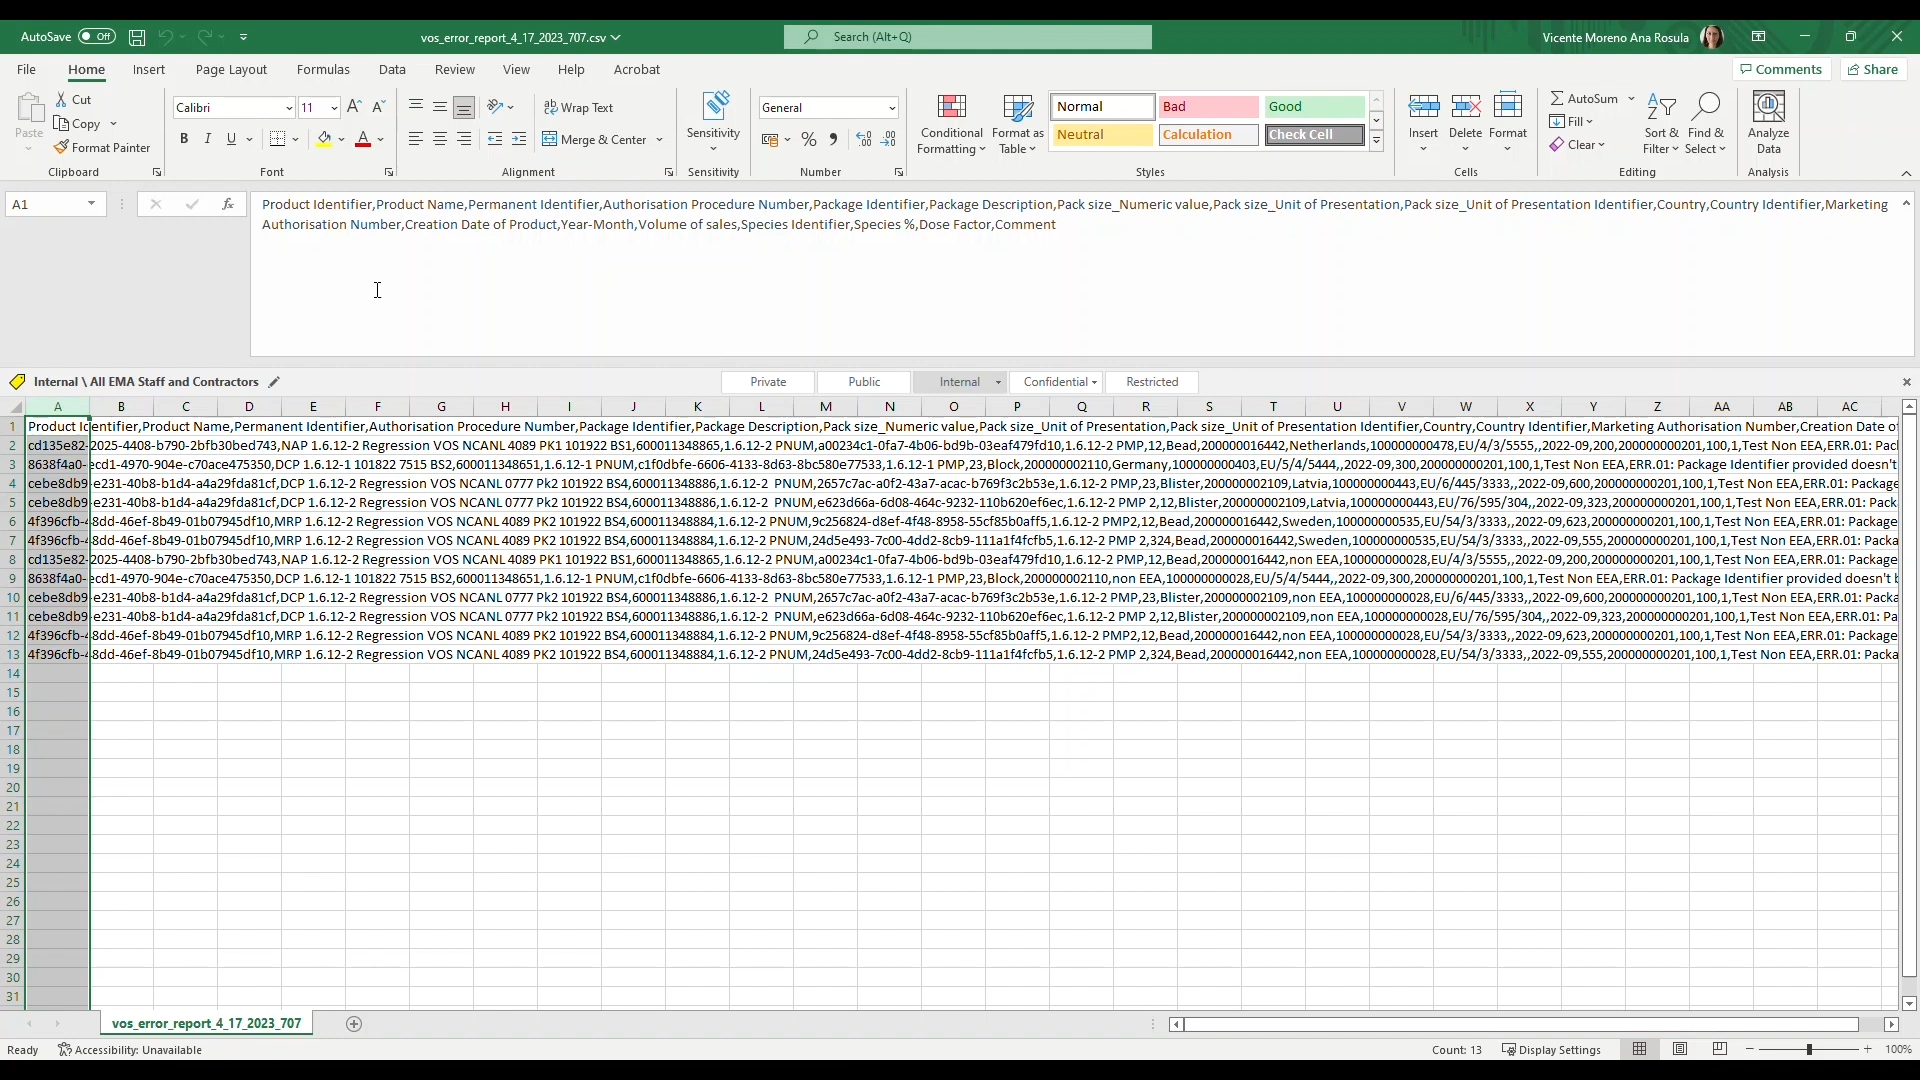 AutoSave Off vos_error_report_4_17_2023_707.csv Search (Alt+Q) Vicente Moreno Ana Rosula
File Home Insert Page Layout Formulas Data Review View Help Acrobat Comments Share
Paste Cut Copy Format Painter
Calibri 11
Wrap Text Merge & Center
Sensitivity
General
Conditional Formatting Format as Table
Normal Bad Good
Neutral Calculation Check Cell
Insert Delete Format
AutoSum Fill Clear
Sort & Filter Find & Select
Analyze Data
Clipboard Font Alignment Sensitivity Number Styles Cells Editing Analysis
A1 fx
Product Identifier,Product Name,Permanent Identifier,Authorisation Procedure Number,Package Identifier,Package Description,Pack size_Numeric value,Pack size_Unit of Presentation,Pack size_Unit of Presentation Identifier,Country,Country Identifier,Marketing
Authorisation Number,Creation Date of Product,Year-Month,Volume of sales,Species Identifier,Species %,Dose Factor,Comment
Internal \ All EMA Staff and Contractors Private Public Internal Confidential Restricted
A B C D E F G H I J K L M N O P Q R S T U V W X Y Z AA AB AC
1 Product Identifier,Product Name,Permanent Identifier,Authorisation Procedure Number,Package Identifier,Package Description,Pack size_Numeric value,Pack size_Unit of Presentation,Pack size_Unit of Presentation Identifier,Country,Country Identifier,Marketing Authorisation Number,Creation Date of
2 cd135e82-2025-4408-b790-2bfb30bed743,NAP 1.6.12-2 Regression VOS NCANL 4089 PK1 101922 BS1,600011348865,1.6.12-2 PNUM,a00234c1-0fa7-4b06-bd9b-03eaf479fd10,1.6.12-2 PMP,12,Bead,200000016442,Netherlands,100000000478,EU/4/3/5555,,2022-09,200,200000000201,100,1,Test Non EEA,ERR.01: Pac
3 8638f4a0-ecd1-4970-904e-c70ace475350,DCP 1.6.12-1 101822 7515 BS2,600011348651,1.6.12-1 PNUM,c1f0dbfe-6606-4133-8d63-8bc580e77533,1.6.12-1 PMP,23,Block,200000002110,Germany,100000000403,EU/5/4/5444,,2022-09,300,200000000201,100,1,Test Non EEA,ERR.01: Package Identifier provided doesn't
4 cebe8db9-e231-40b8-b1d4-a4a29fda81cf,DCP 1.6.12-2 Regression VOS NCANL 0777 Pk2 101922 BS4,600011348886,1.6.12-2 PNUM,2657c7ac-a0f2-43a7-acac-b769f3c2b53e,1.6.12-2 PMP,23,Blister,200000002109,Latvia,100000000443,EU/6/445/3333,,2022-09,600,200000000201,100,1,Test Non EEA,ERR.01: Package
5 cebe8db9-e231-40b8-b1d4-a4a29fda81cf,DCP 1.6.12-2 Regression VOS NCANL 0777 Pk2 101922 BS4,600011348886,1.6.12-2 PNUM,e623d66a-6d08-464c-9232-110b620ef6ec,1.6.12-2 PMP 2,12,Blister,200000002109,Latvia,100000000443,EU/76/595/304,,2022-09,323,200000000201,100,1,Test Non EEA,ERR.01: Pack
6 4f396cfb-48dd-46ef-8b49-01b07945df10,MRP 1.6.12-2 Regression VOS NCANL 4089 PK2 101922 BS4,600011348884,1.6.12-2 PNUM,9c256824-d8ef-4f48-8958-55cf85b0aff5,1.6.12-2 PMP2,12,Bead,200000016442,Sweden,100000000535,EU/54/3/3333,,2022-09,623,200000000201,100,1,Test Non EEA,ERR.01: Package
7 4f396cfb-48dd-46ef-8b49-01b07945df10,MRP 1.6.12-2 Regression VOS NCANL 4089 PK2 101922 BS4,600011348884,1.6.12-2 PNUM,24d5e493-7c00-4dd2-8cb9-111a1f4fcfb5,1.6.12-2 PMP 2,324,Bead,200000016442,Sweden,100000000535,EU/54/3/3333,,2022-09,555,200000000201,100,1,Test Non EEA,ERR.01: Pack
8 cd135e82-2025-4408-b790-2bfb30bed743,NAP 1.6.12-2 Regression VOS NCANL 4089 PK1 101922 BS1,600011348865,1.6.12-2 PNUM,a00234c1-0fa7-4b06-bd9b-03eaf479fd10,1.6.12-2 PMP,12,Bead,200000016442,non EEA,100000000028,EU/4/3/5555,,2022-09,200,200000000201,100,1,Test Non EEA,ERR.01: Package
9 8638f4a0-ecd1-4970-904e-c70ace475350,DCP 1.6.12-1 101822 7515 BS2,600011348651,1.6.12-1 PNUM,c1f0dbfe-6606-4133-8d63-8bc580e77533,1.6.12-1 PMP,23,Block,200000002110,non EEA,100000000028,EU/5/4/5444,,2022-09,300,200000000201,100,1,Test Non EEA,ERR.01: Package Identifier provided doesn't b
10 cebe8db9-e231-40b8-b1d4-a4a29fda81cf,DCP 1.6.12-2 Regression VOS NCANL 0777 Pk2 101922 BS4,600011348886,1.6.12-2 PNUM,2657c7ac-a0f2-43a7-acac-b769f3c2b53e,1.6.12-2 PMP,23,Blister,200000002109,non EEA,100000000028,EU/6/445/3333,,2022-09,600,200000000201,100,1,Test Non EEA,ERR.01: Packa
11 cebe8db9-e231-40b8-b1d4-a4a29fda81cf,DCP 1.6.12-2 Regression VOS NCANL 0777 Pk2 101922 BS4,600011348886,1.6.12-2 PNUM,e623d66a-6d08-464c-9232-110b620ef6ec,1.6.12-2 PMP 2,12,Blister,200000002109,non EEA,100000000028,EU/76/595/304,,2022-09,323,200000000201,100,1,Test Non EEA,ERR.01: Pa
12 4f396cfb-48dd-46ef-8b49-01b07945df10,MRP 1.6.12-2 Regression VOS NCANL 4089 PK2 101922 BS4,600011348884,1.6.12-2 PNUM,9c256824-d8ef-4f48-8958-55cf85b0aff5,1.6.12-2 PMP2,12,Bead,200000016442,non EEA,100000000028,EU/54/3/3333,,2022-09,623,200000000201,100,1,Test Non EEA,ERR.01: Package
13 4f396cfb-48dd-46ef-8b49-01b07945df10,MRP 1.6.12-2 Regression VOS NCANL 4089 PK2 101922 BS4,600011348884,1.6.12-2 PNUM,24d5e493-7c00-4dd2-8cb9-111a1f4fcfb5,1.6.12-2 PMP 2,324,Bead,200000016442,non EEA,100000000028,EU/54/3/3333,,2022-09,555,200000000201,100,1,Test Non EEA,ERR.01: Packa
14
15
16
17
18
19
20
21
22
23
24
25
26
27
28
29
30
31
vos_error_report_4_17_2023_707
Ready Accessibility: Unavailable Count: 13 Display Settings 100%